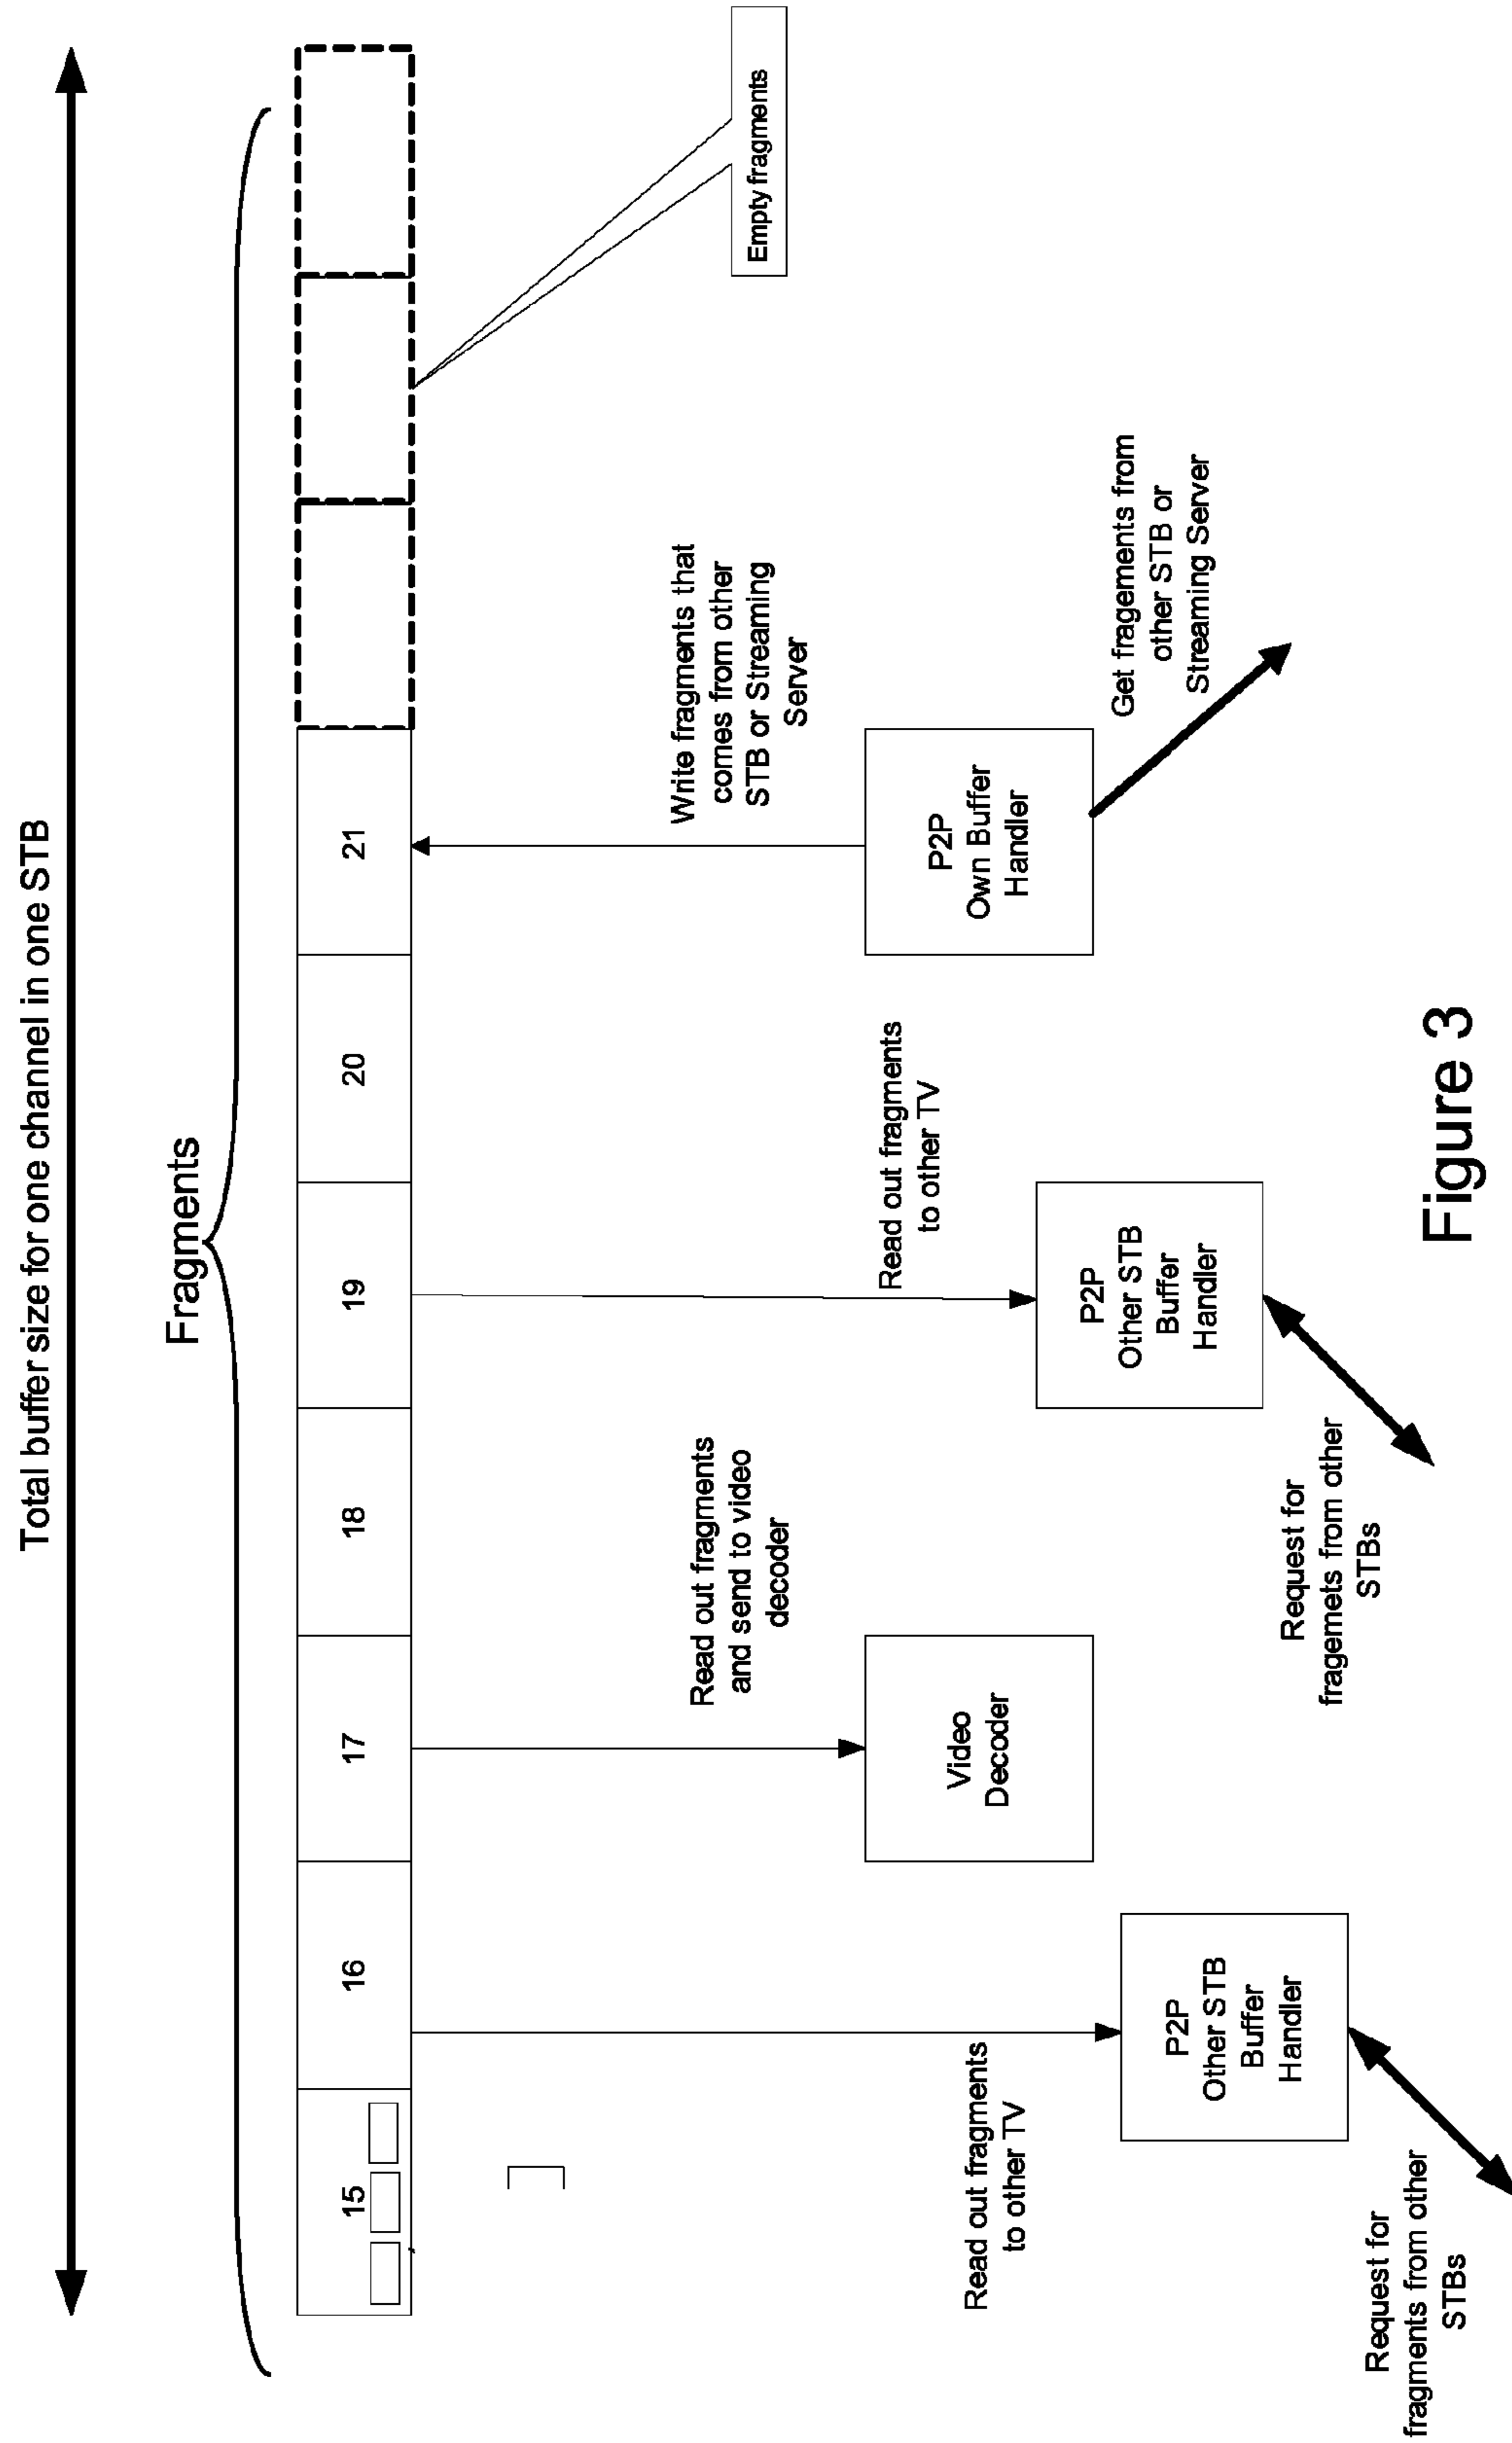 Total buffer size for one channel in one STB
Fragments
15
16
17
18
19
20
21
Empty fragments
Read out fragments
to other TV
P2P
Other STB
Buffer
Handler
Request for
fragments from other
STBs
Read out fragments
and send to video
decoder
Video
Decoder
Read out fragments
to other TV
P2P
Other STB
Buffer
Handler
Request for
fragemets from other
STBs
Write fragments that
comes from other
STB or Streaming
Server
P2P
Own Buffer
Handler
Get fragements from
other STB or
Streaming Server
Figure 3